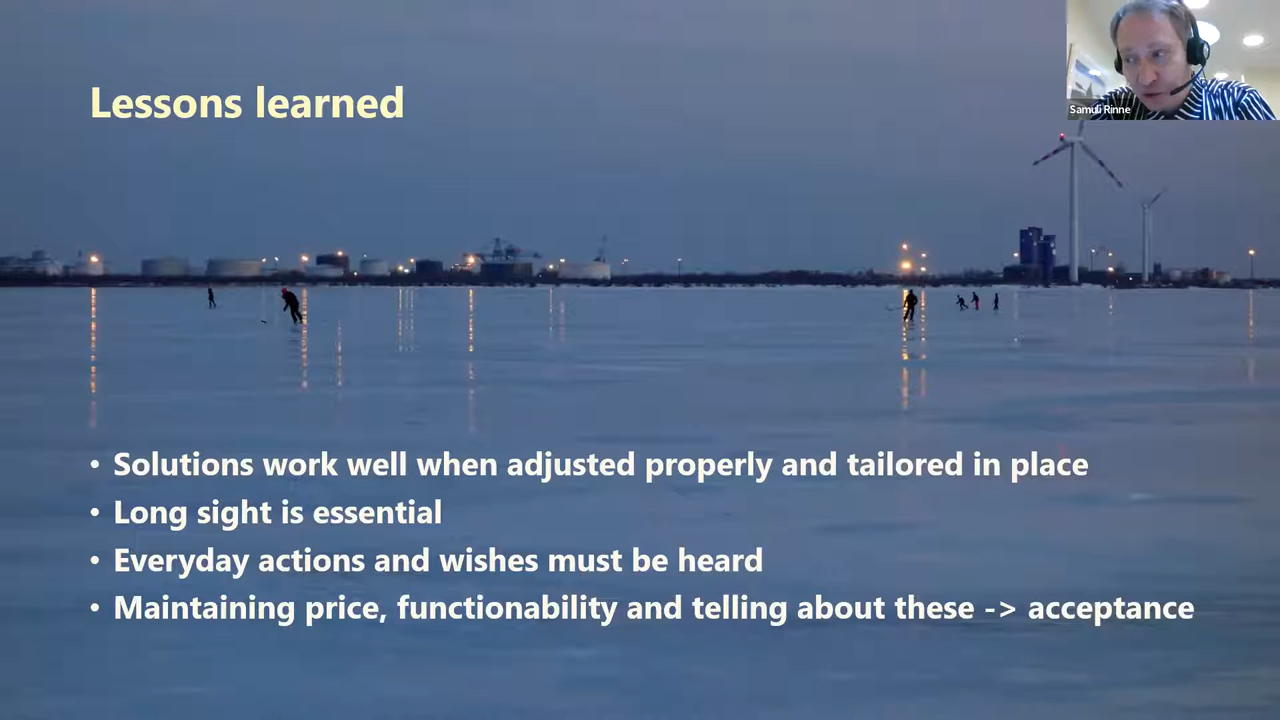 Lessons learned
Samuli Rinne
• Solutions work well when adjusted properly and tailored in place
• Long sight is essential
• Everyday actions and wishes must be heard
• Maintaining price, functionability and telling about these -> acceptance